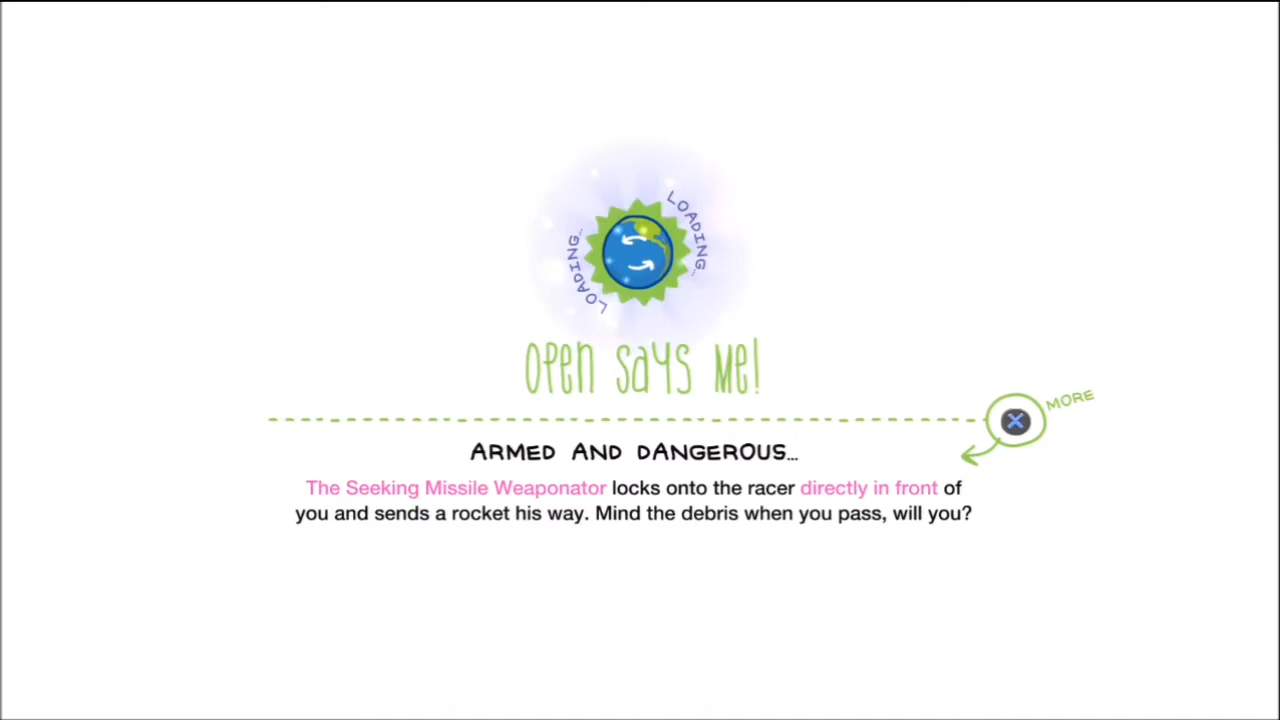 LOADING...
LOADING...
OPEN SAYS ME!
MORE
ARMED AND DANGEROUS...
The Seeking Missile Weaponator locks onto the racer directly in front of
you and sends a rocket his way. Mind the debris when you pass, will you?